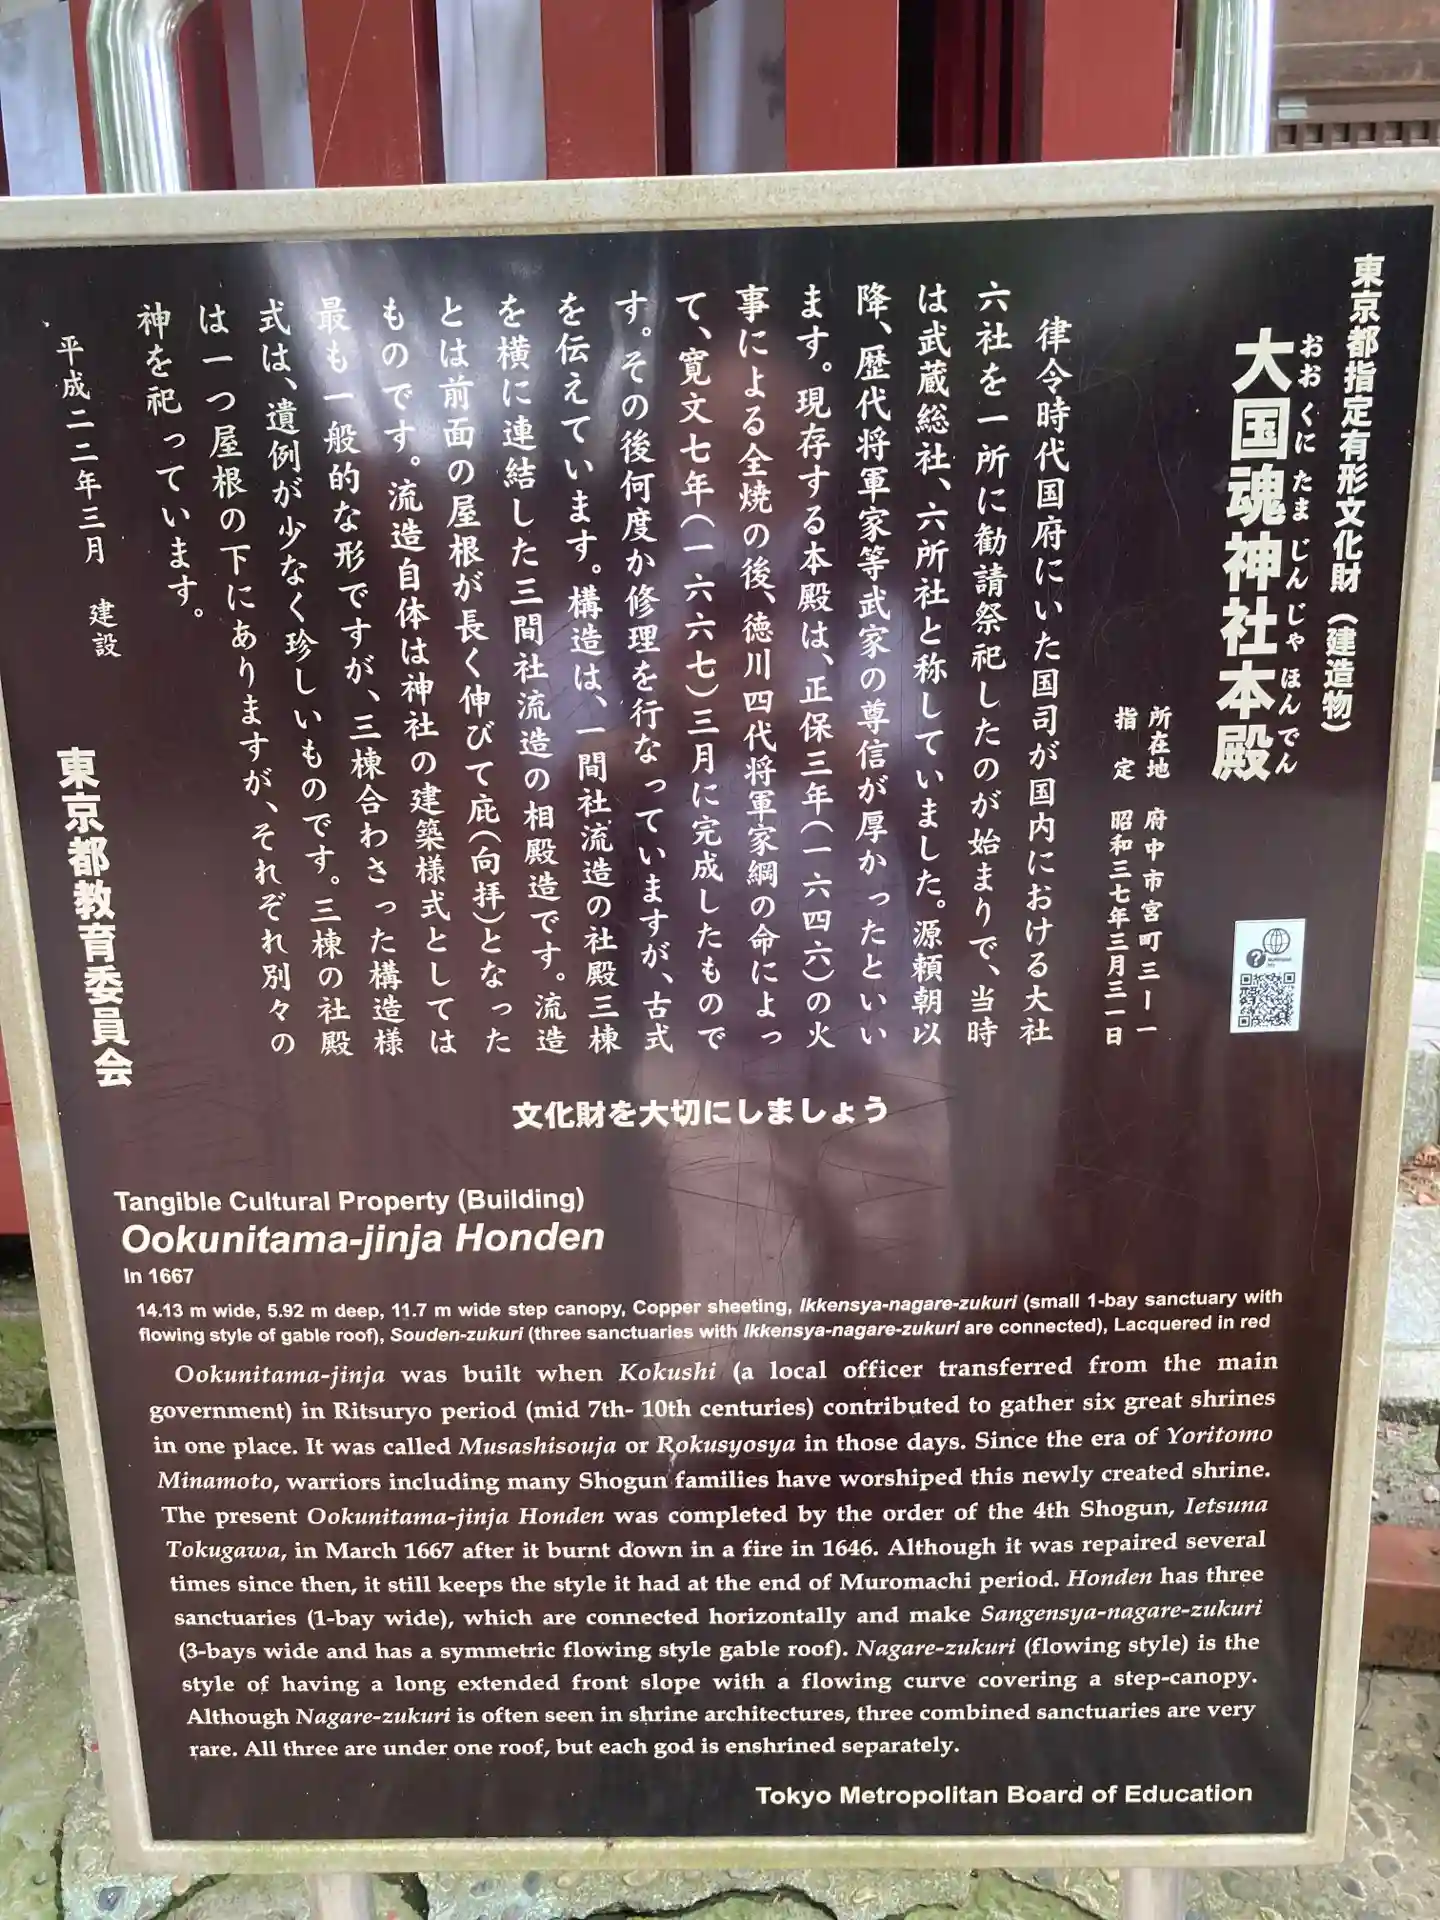 東京都指定有形文化財（建造物）
おおくにたまじんじゃほんでん
大国魂神社本殿
所在地　府中市宮町三ー一
指　定　昭和三七年三月三一日
律令時代国府にいた国司が国内における大社
六社を一所に勧請祭祀したのが始まりで、当時
は武蔵総社、六所社と称していました。源頼朝以
降、歴代将軍家等武家の尊信が厚かったといい
ます。現存する本殿は、正保三年（一六四六）の火
事による全焼の後、徳川四代将軍家綱の命によっ
て、寛文七年（一六六七）三月に完成したもので
す。その後何度か修理を行なっていますが、古式
を伝えています。構造は、一間社流造の社殿三棟
を横に連結した三間社流造の相殿造です。流造
とは前面の屋根が長く伸びて庇（向拝）となった
ものです。流造自体は神社の建築様式としては
最も一般的な形ですが、三棟合わさった構造様
式は、遺例が少なく珍しいものです。三棟の社殿
は一つ屋根の下にありますが、それぞれ別々の
神を祀っています。
平成二二年三月　建設
東京都教育委員会
文化財を大切にしましょう
Tangible Cultural Property (Building)
Ookunitama-jinja Honden
In 1667
14.13 m wide, 5.92 m deep, 11.7 m wide step canopy, Copper sheeting, Ikkensya-nagare-zukuri (small 1-bay sanctuary with
flowing style of gable roof), Souden-zukuri (three sanctuaries with Ikkensya-nagare-zukuri are connected), Lacquered in red
Ookunitama-jinja was built when Kokushi (a local officer transferred from the main
government) in Ritsuryo period (mid 7th- 10th centuries) contributed to gather six great shrines
in one place. It was called Musashisouja or Rokusyosya in those days. Since the era of Yoritomo
Minamoto, warriors including many Shogun families have worshiped this newly created shrine.
The present Ookunitama-jinja Honden was completed by the order of the 4th Shogun, Ietsuna
Tokugawa, in March 1667 after it burnt down in a fire in 1646. Although it was repaired several
times since then, it still keeps the style it had at the end of Muromachi period. Honden has three
sanctuaries (1-bay wide), which are connected horizontally and make Sangensya-nagare-zukuri
(3-bays wide and has a symmetric flowing style gable roof). Nagare-zukuri (flowing style) is the
style of having a long extended front slope with a flowing curve covering a step-canopy.
Although Nagare-zukuri is often seen in shrine architectures, three combined sanctuaries are very
rare. All three are under one roof, but each god is enshrined separately.
Tokyo Metropolitan Board of Education